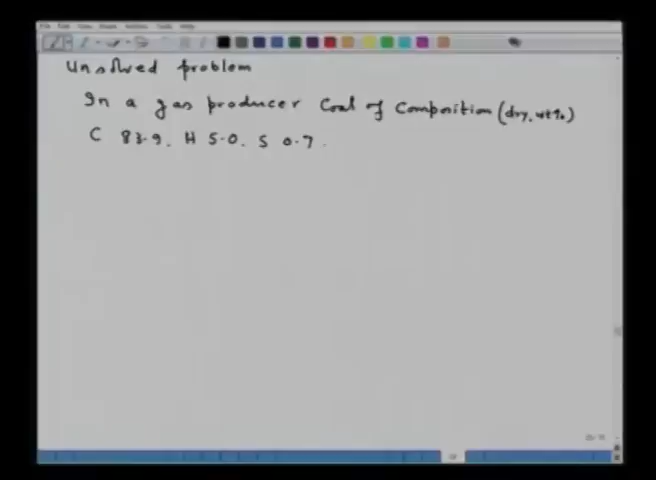 Unsolved problem
In a gas producer Coal of Composition (dry, wt%)
C 83.9. H 5.0. S 0.7.